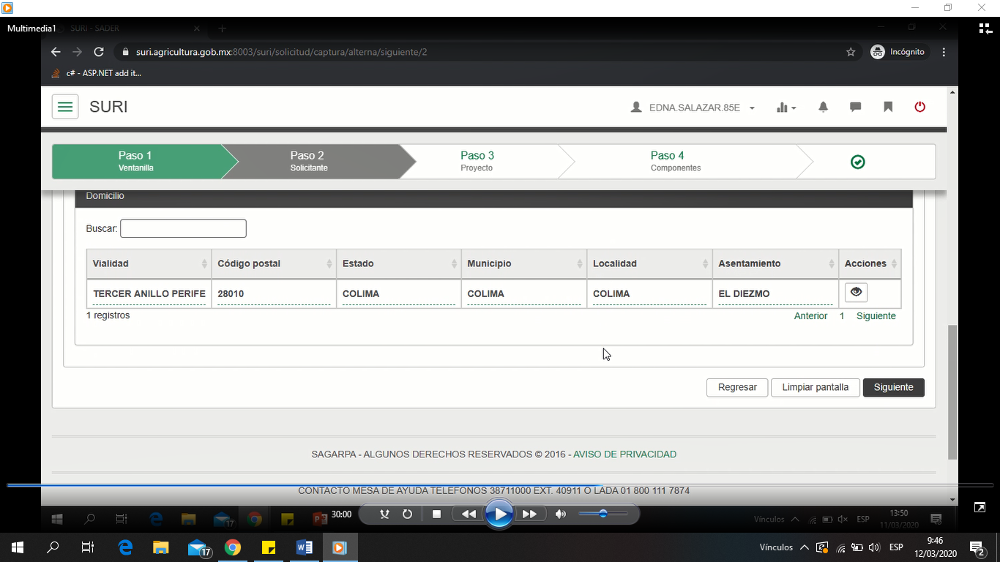 Multimedia1
SURI - SADER
suri.agricultura.gob.mx:8003/suri/solicitud/captura/alterna/siguiente/2
Incógnito
c# - ASP.NET add it...
SURI
EDNA.SALAZAR.85E
Paso 1
Ventanilla
Paso 2
Solicitante
Paso 3
Proyecto
Paso 4
Componentes
Domicilio
Buscar:
Vialidad Código postal Estado Municipio Localidad Asentamiento Acciones
TERCER ANILLO PERIFE 28010 COLIMA COLIMA COLIMA EL DIEZMO
1 registros
Anterior 1 Siguiente
Regresar Limpiar pantalla Siguiente
SAGARPA - ALGUNOS DERECHOS RESERVADOS © 2016 - AVISO DE PRIVACIDAD
CONTACTO MESA DE AYUDA TELEFONOS 38711000 EXT. 40911 O LADA 01 800 111 7874
17
30:00
Vínculos ESP
13:50
11/03/2020
17
Vínculos ESP
9:46
12/03/2020
2